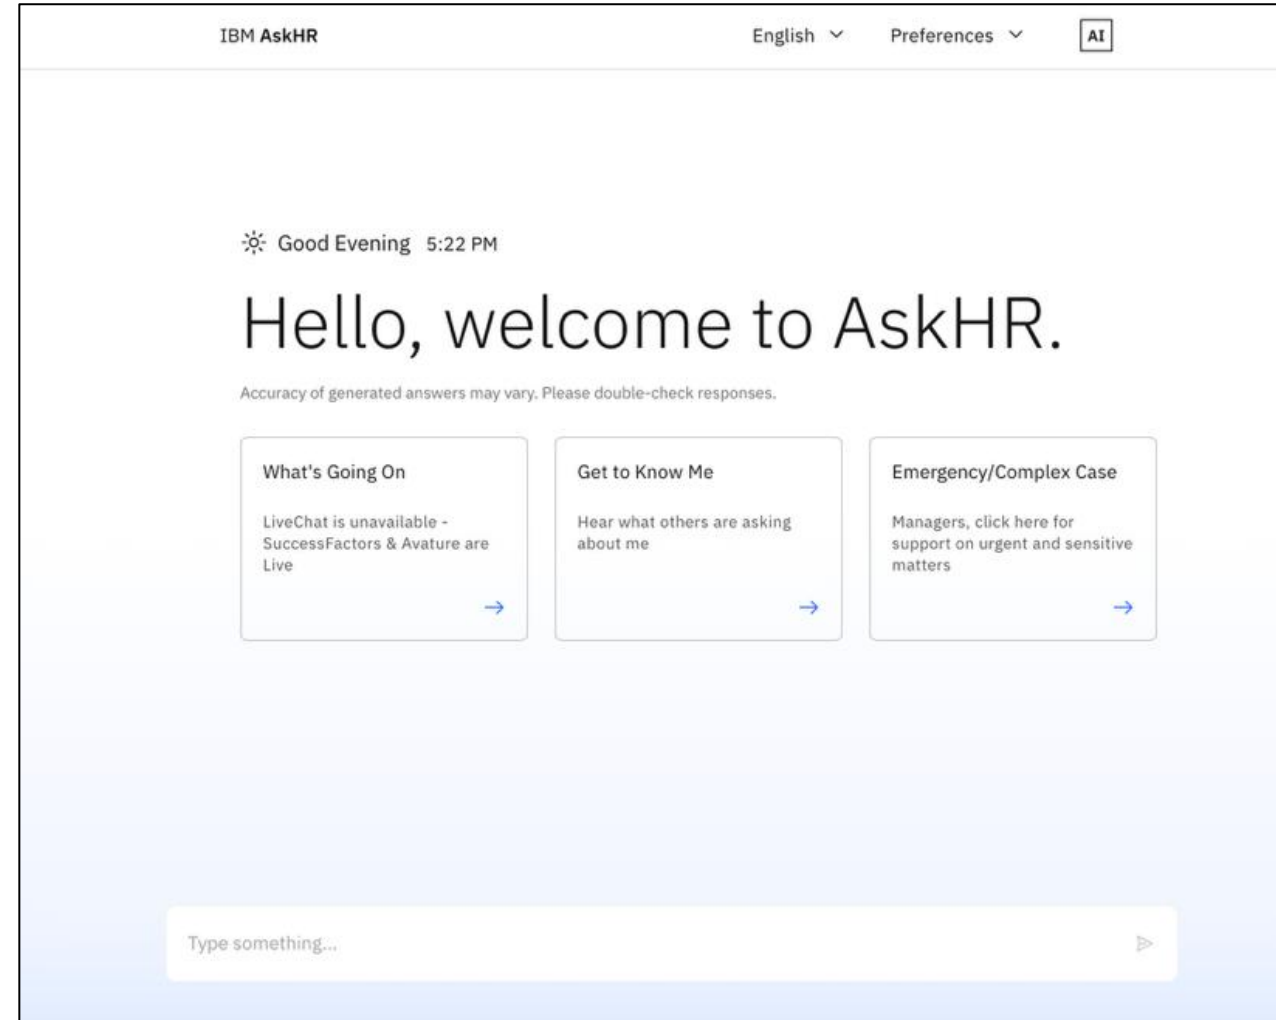 IBM AskHR
English
Preferences
AI
Good Evening 5:22 PM
Hello, welcome to AskHR.
Accuracy of generated answers may vary. Please double-check responses.
What's Going On
LiveChat is unavailable -
SuccessFactors & Avature are
Live
Get to Know Me
Hear what others are asking
about me
Emergency/Complex Case
Managers, click here for
support on urgent and sensitive
matters
Type something...